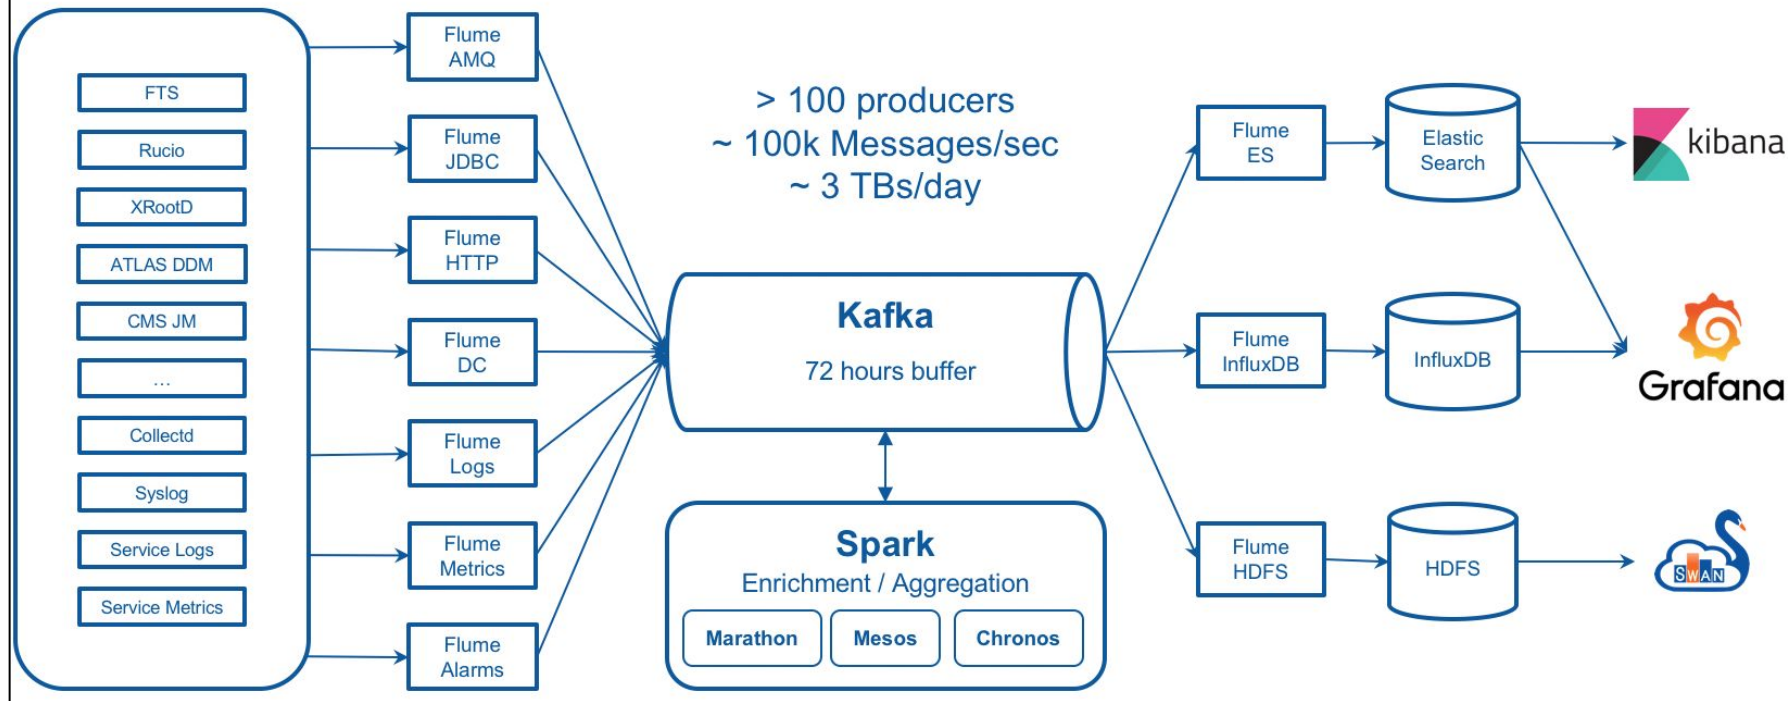 FTS
Rucio
XRootD
ATLAS DDM
CMS JM
...
Collectd
Syslog
Service Logs
Service Metrics
Flume
AMQ
Flume
JDBC
Flume
HTTP
Flume
DC
Flume
Logs
Flume
Metrics
Flume
Alarms
> 100 producers
~ 100k Messages/sec
~ 3 TBs/day
Kafka
72 hours buffer
Spark
Enrichment / Aggregation
Marathon
Mesos
Chronos
Flume
ES
Flume
InfluxDB
Flume
HDFS
Elastic
Search
InfluxDB
HDFS
kibana
Grafana
SWAN